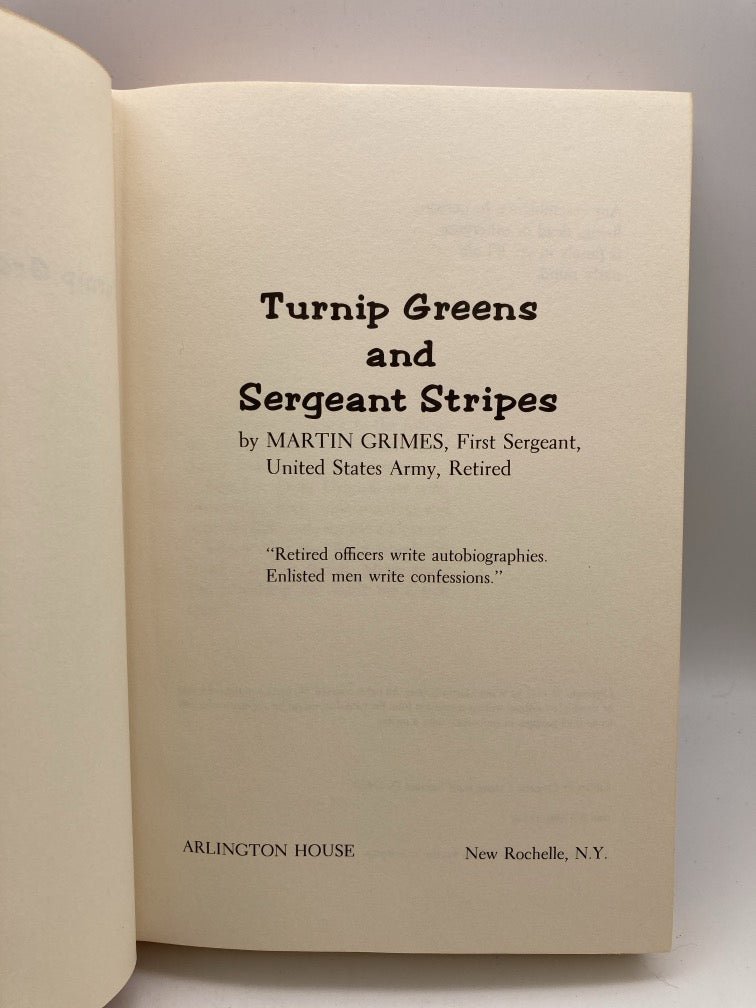 Turnip Greens
and
Sergeant Stripes
by MARTIN GRIMES, First Sergeant,
United States Army, Retired
“Retired officers write autobiographies.
Enlisted men write confessions.”
ARLINGTON HOUSE New Rochelle, N.Y.